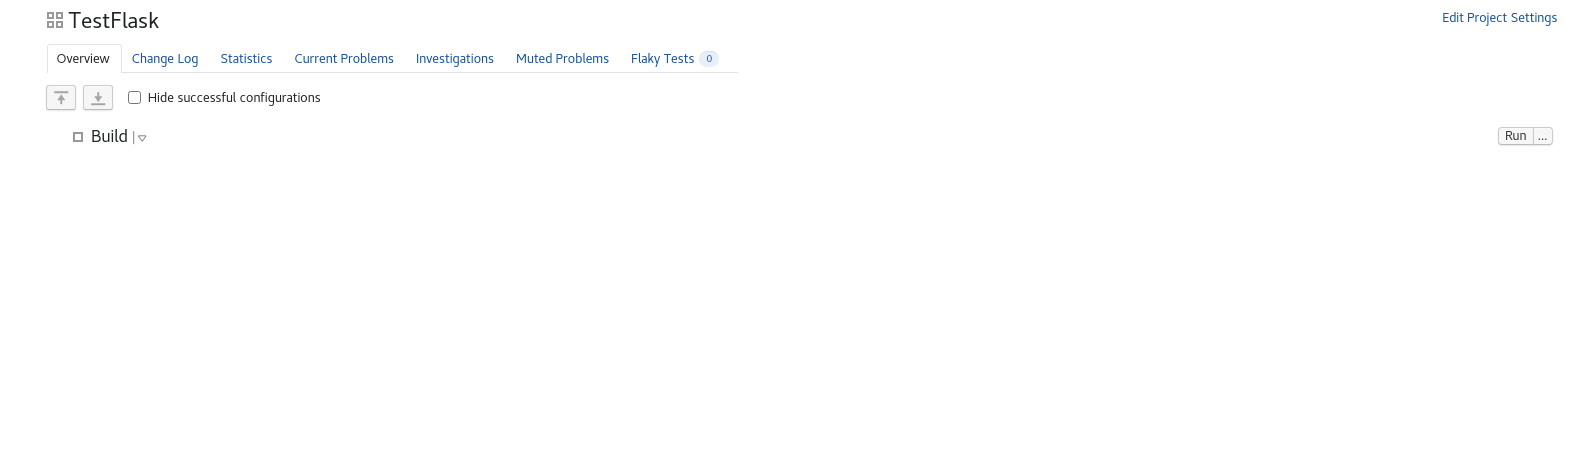 TestFlask
Edit Project Settings
Overview Change Log Statistics Current Problems Investigations Muted Problems Flaky Tests 0
Hide successful configurations
Build Run ...